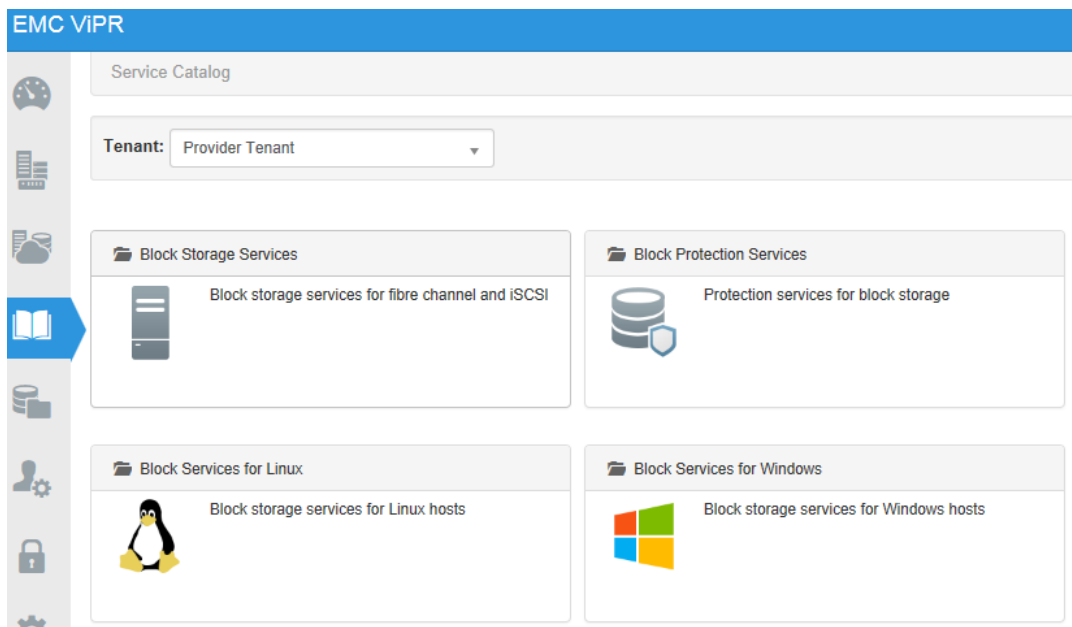 EMC ViPR
Service Catalog
Tenant: Provider Tenant
Block Storage Services
Block storage services for fibre channel and iSCSI
Block Protection Services
Protection services for block storage
Block Services for Linux
Block storage services for Linux hosts
Block Services for Windows
Block storage services for Windows hosts